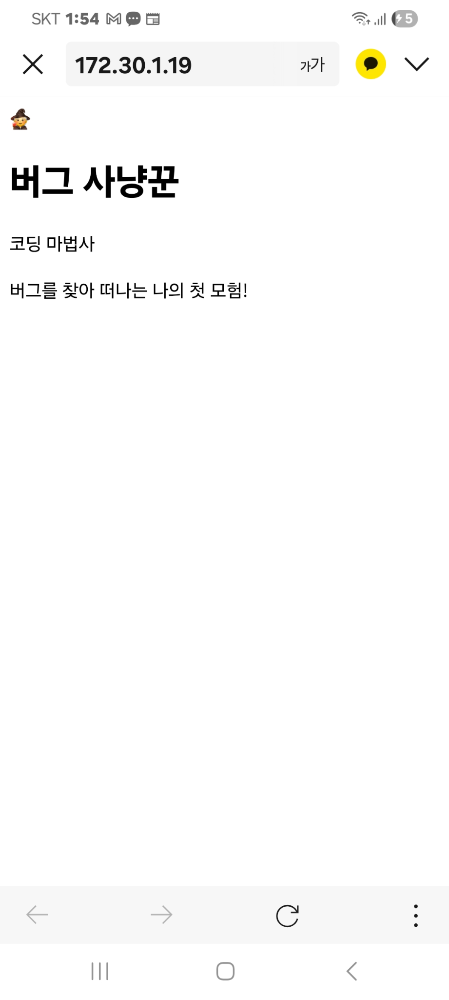 SKT 1:54 5
172.30.1.19 가가
버그 사냥꾼
코딩 마법사
버그를 찾아 떠나는 나의 첫 모험!